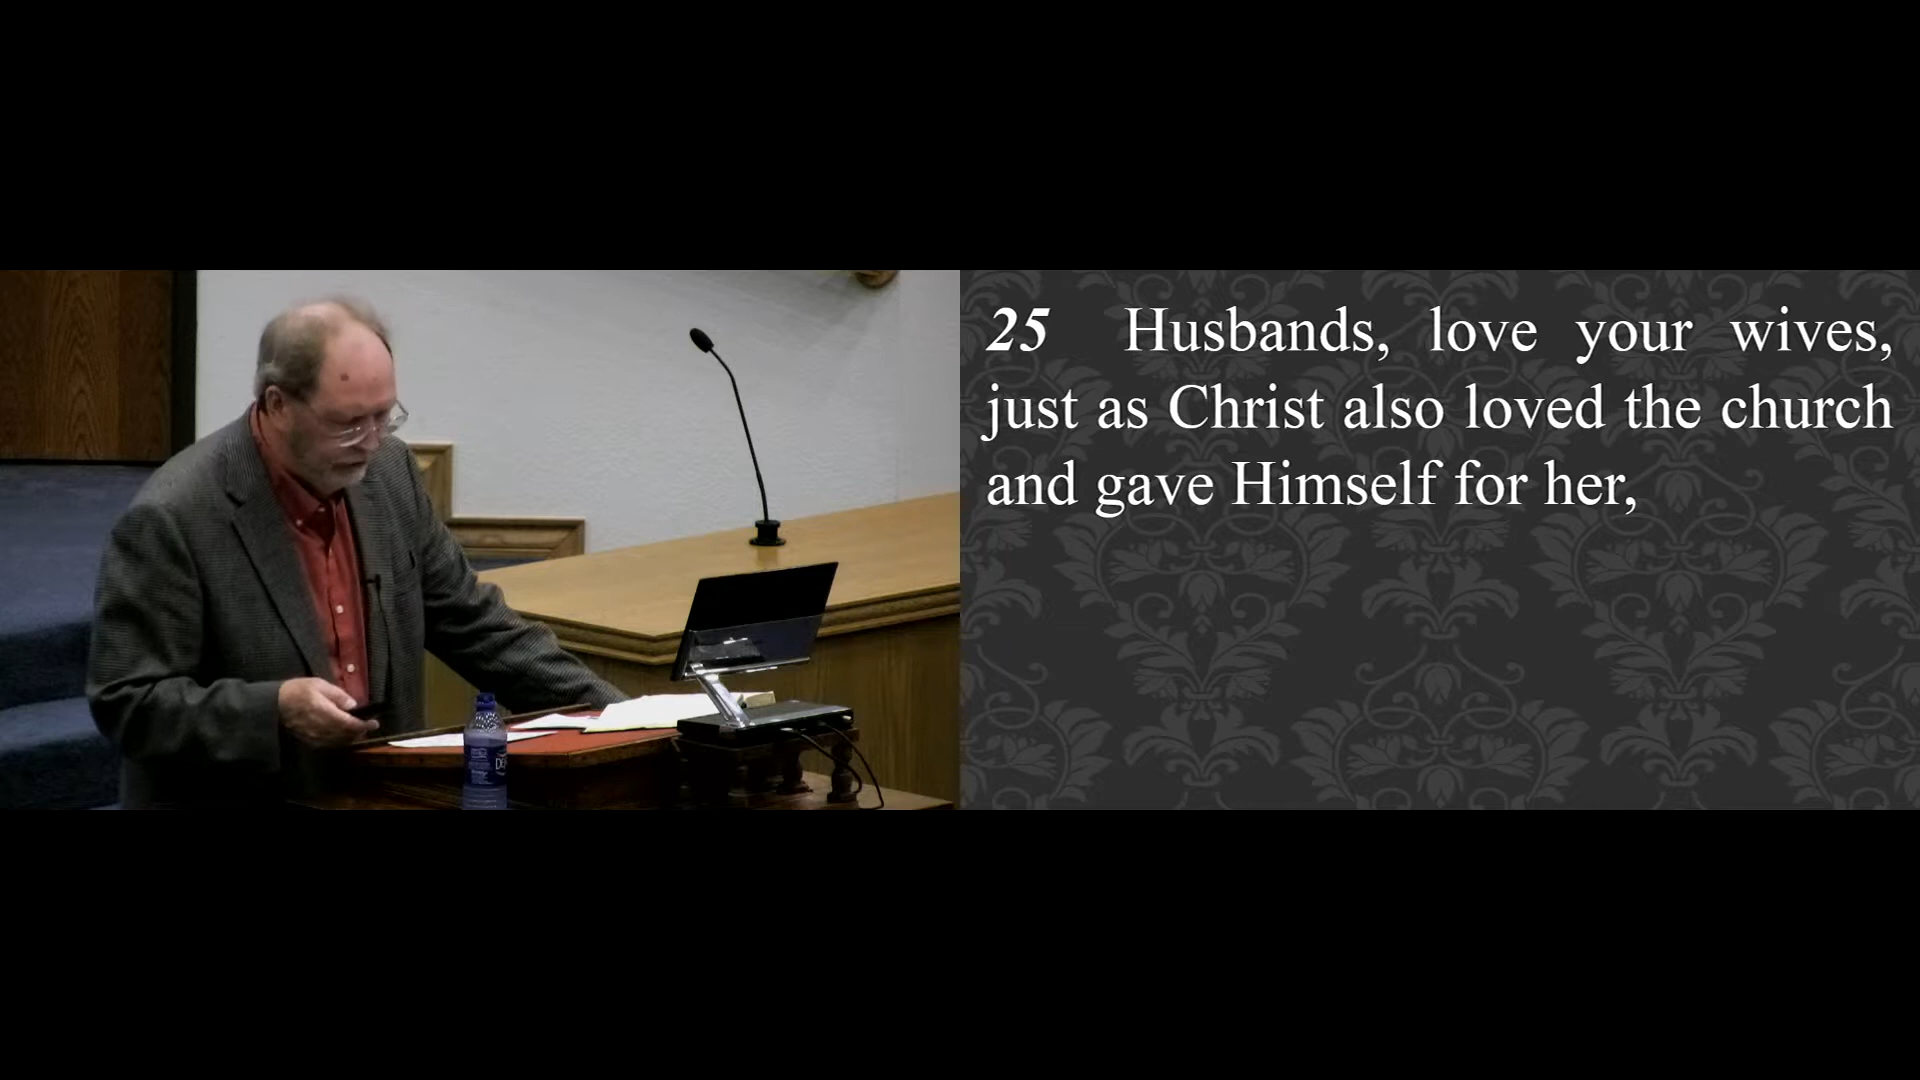 25 Husbands, love your wives,
just as Christ also loved the church
and gave Himself for her,